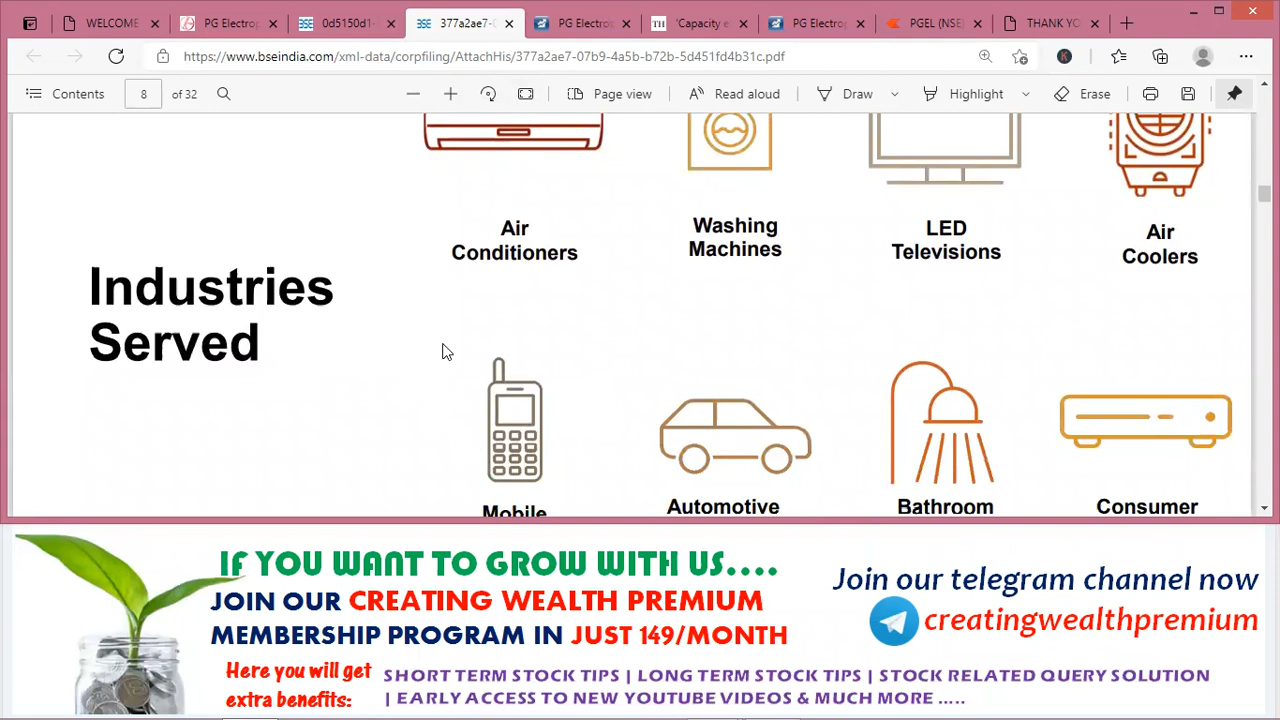 WELCOME
PG Electrop
0d5150d1-
377a2ae7-0
PG Electro
'Capacity e
PG Electrop
PGEL (NSE
THANK YO
https://www.bseindia.com/xml-data/corpfiling/AttachHis/377a2ae7-07b9-4a5b-b72b-5d451fd4b31c.pdf
Contents 8 of 32 Page view Read aloud Draw Highlight Erase
Industries
Served
Air
Conditioners
Washing
Machines
LED
Televisions
Air
Coolers
Mobile
Automotive
Bathroom
Consumer
IF YOU WANT TO GROW WITH US....
JOIN OUR CREATING WEALTH PREMIUM
MEMBERSHIP PROGRAM IN JUST 149/MONTH
Here you will get
extra benefits:
SHORT TERM STOCK TIPS | LONG TERM STOCK TIPS | STOCK RELATED QUERY SOLUTION
| EARLY ACCESS TO NEW YOUTUBE VIDEOS & MUCH MORE .....
Join our telegram channel now
creatingwealthpremium